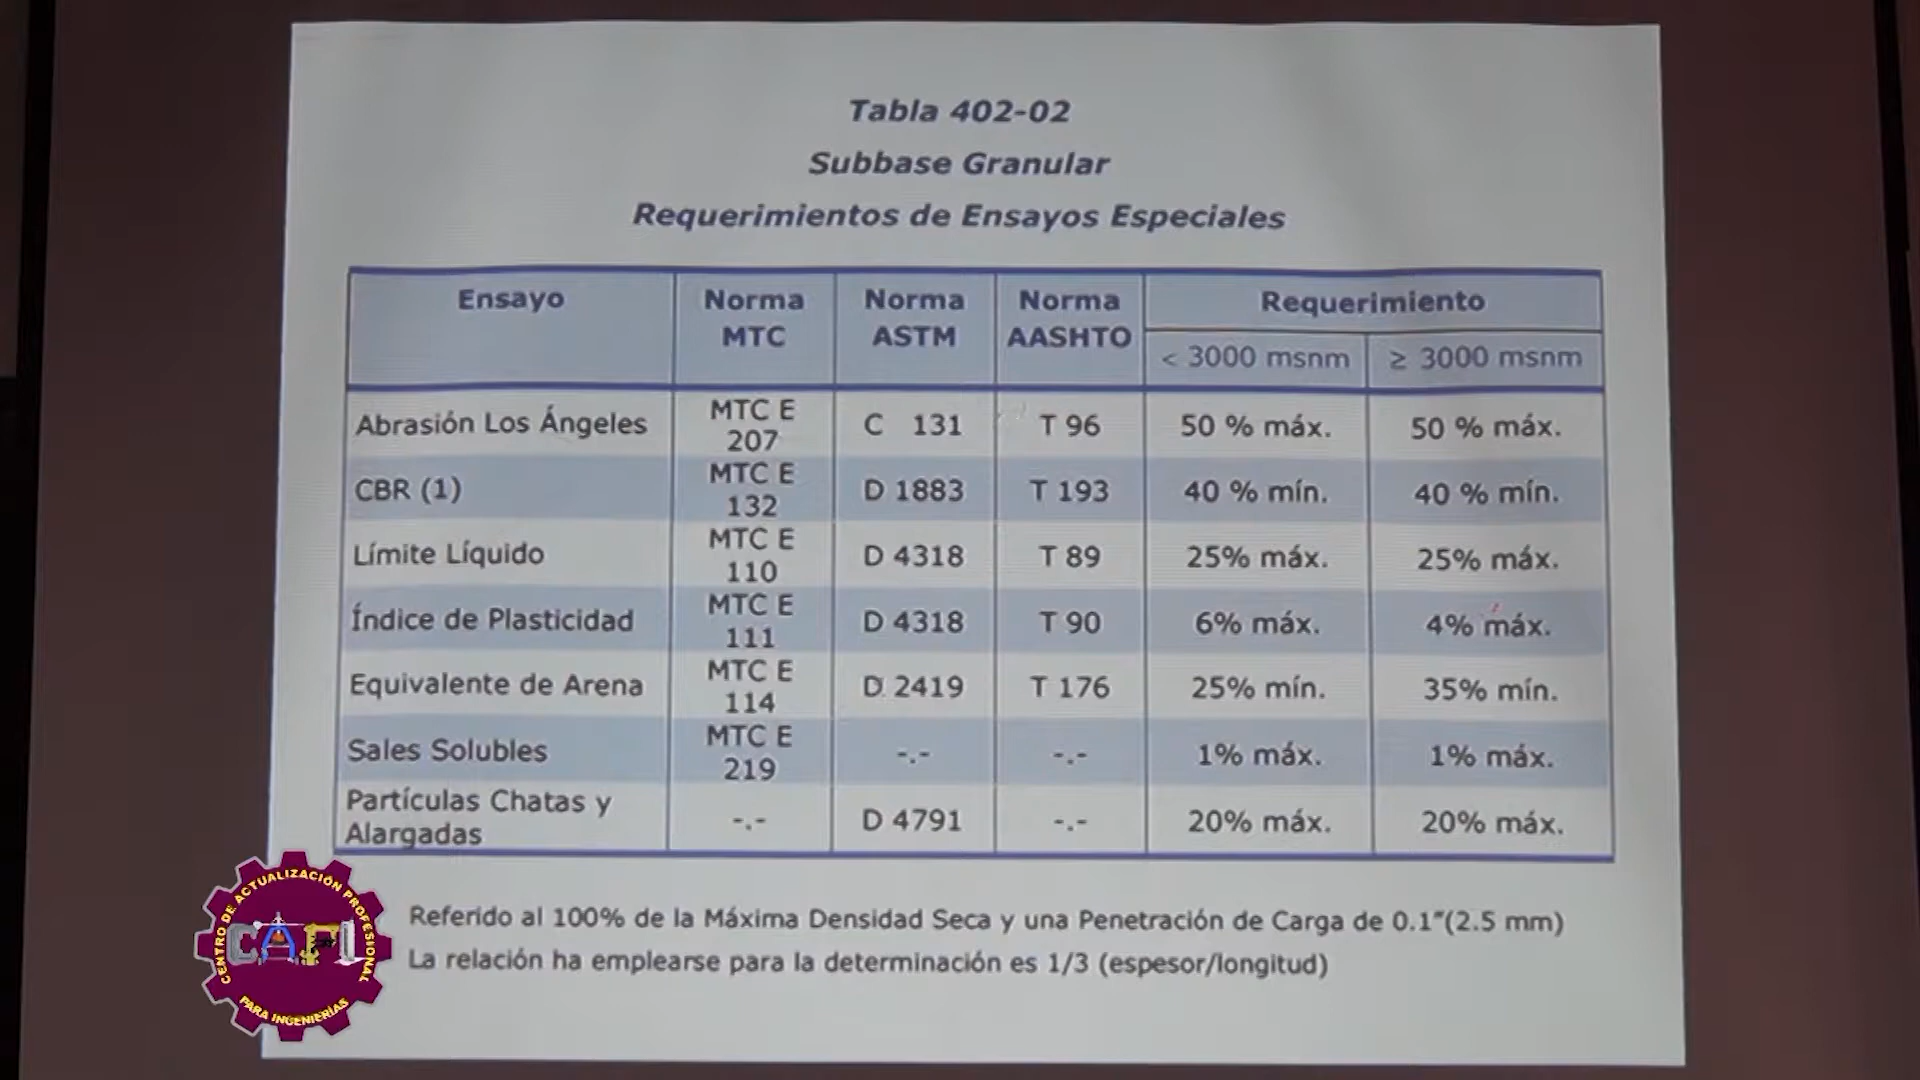 Tabla 402-02
Subbase Granular
Requerimientos de Ensayos Especiales
Ensayo Norma MTC Norma ASTM Norma AASHTO Requerimiento
< 3000 msnm ≥ 3000 msnm
Abrasión Los Ángeles MTC E 207 C 131 T 96 50 % máx. 50 % máx.
CBR (1) MTC E 132 D 1883 T 193 40 % mín. 40 % mín.
Límite Líquido MTC E 110 D 4318 T 89 25% máx. 25% máx.
Índice de Plasticidad MTC E 111 D 4318 T 90 6% máx. 4% máx.
Equivalente de Arena MTC E 114 D 2419 T 176 25% mín. 35% mín.
Sales Solubles MTC E 219 -.- -.- 1% máx. 1% máx.
Partículas Chatas y Alargadas -.- D 4791 -.- 20% máx. 20% máx.
Referido al 100% de la Máxima Densidad Seca y una Penetración de Carga de 0.1"(2.5 mm)
La relación ha emplearse para la determinación es 1/3 (espesor/longitud)
CENTRO DE ACTUALIZACIÓN PROFESIONAL
CAPI
PARA INGENIERÍAS